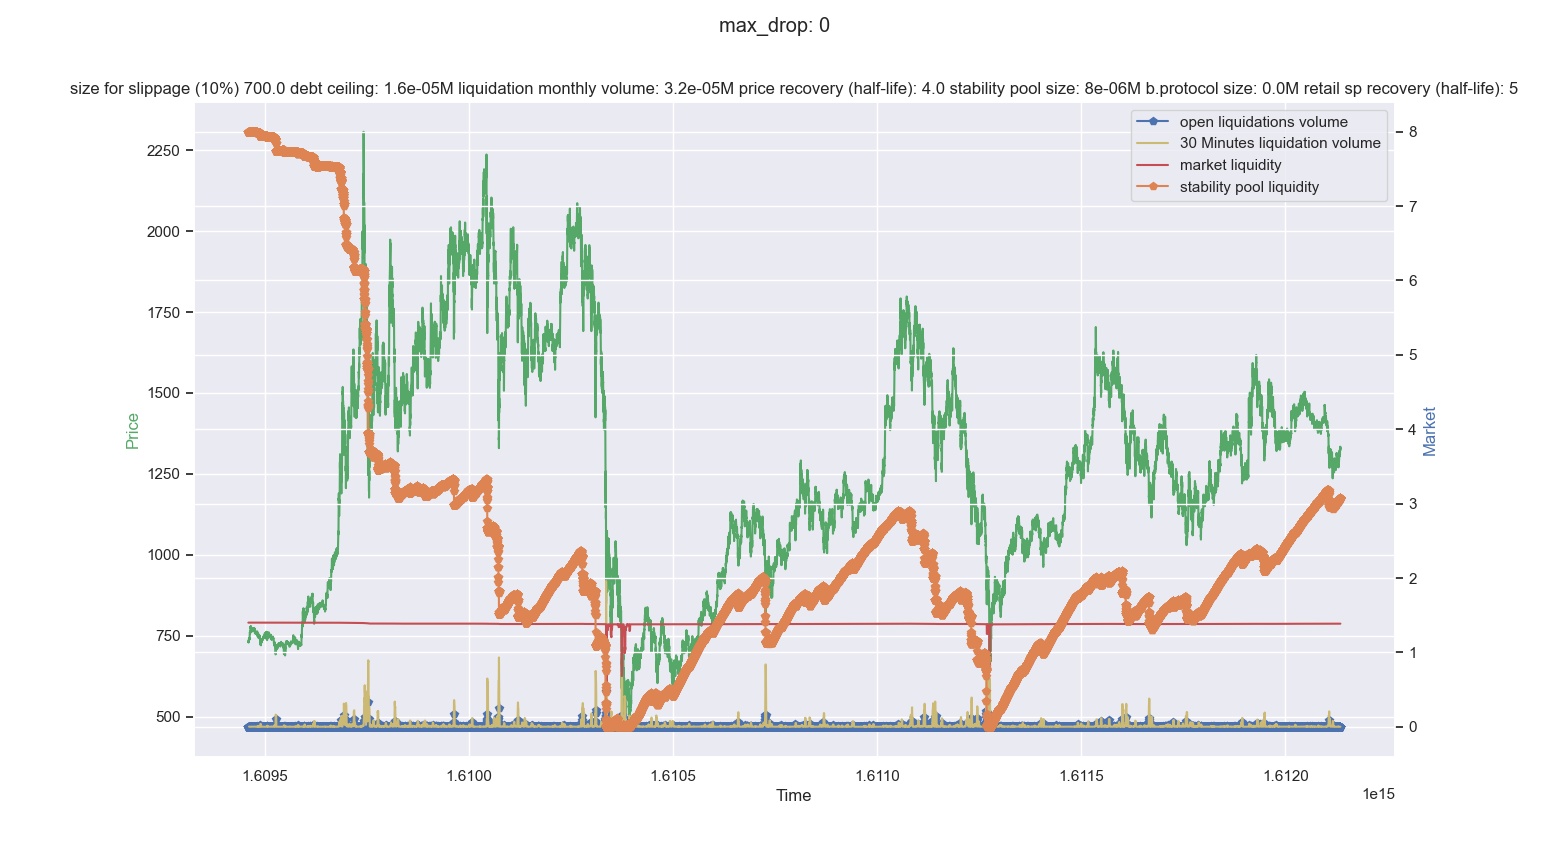 max_drop: 0
size for slippage (10%) 700.0 debt ceiling: 1.6e-05M liquidation monthly volume: 3.2e-05M price recovery (half-life): 4.0 stability pool size: 8e-06M b.protocol size: 0.0M retail sp recovery (half-life): 5
open liquidations volume
30 Minutes liquidation volume
market liquidity
stability pool liquidity
2250
2000
1750
1500
1250
1000
750
500
Price
8
7
6
5
4
3
2
1
0
Market
1.6095 1.6100 1.6105 1.6110 1.6115 1.6120
Time
1e15